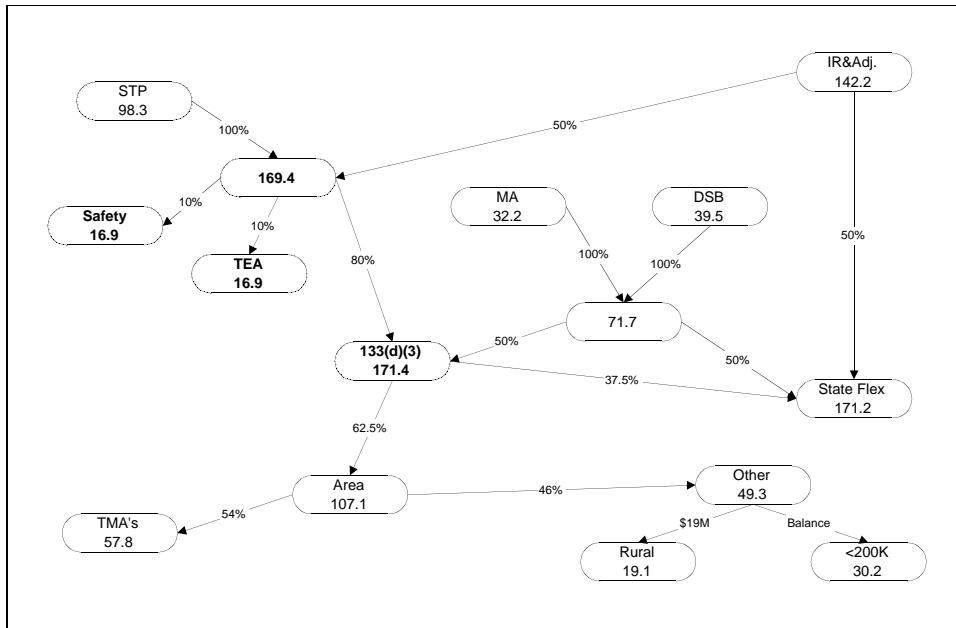 IR&Adj.
142.2
STP
98.3
100%
50%
169.4
10%
Safety
16.9
10%
TEA
16.9
MA
32.2
DSB
39.5
50%
80%
100%
100%
71.7
50%
50%
133(d)(3)
171.4
37.5%
State Flex
171.2
62.5%
Area
107.1
46%
Other
49.3
54%
TMA's
57.8
$19M
Balance
Rural
19.1
<200K
30.2